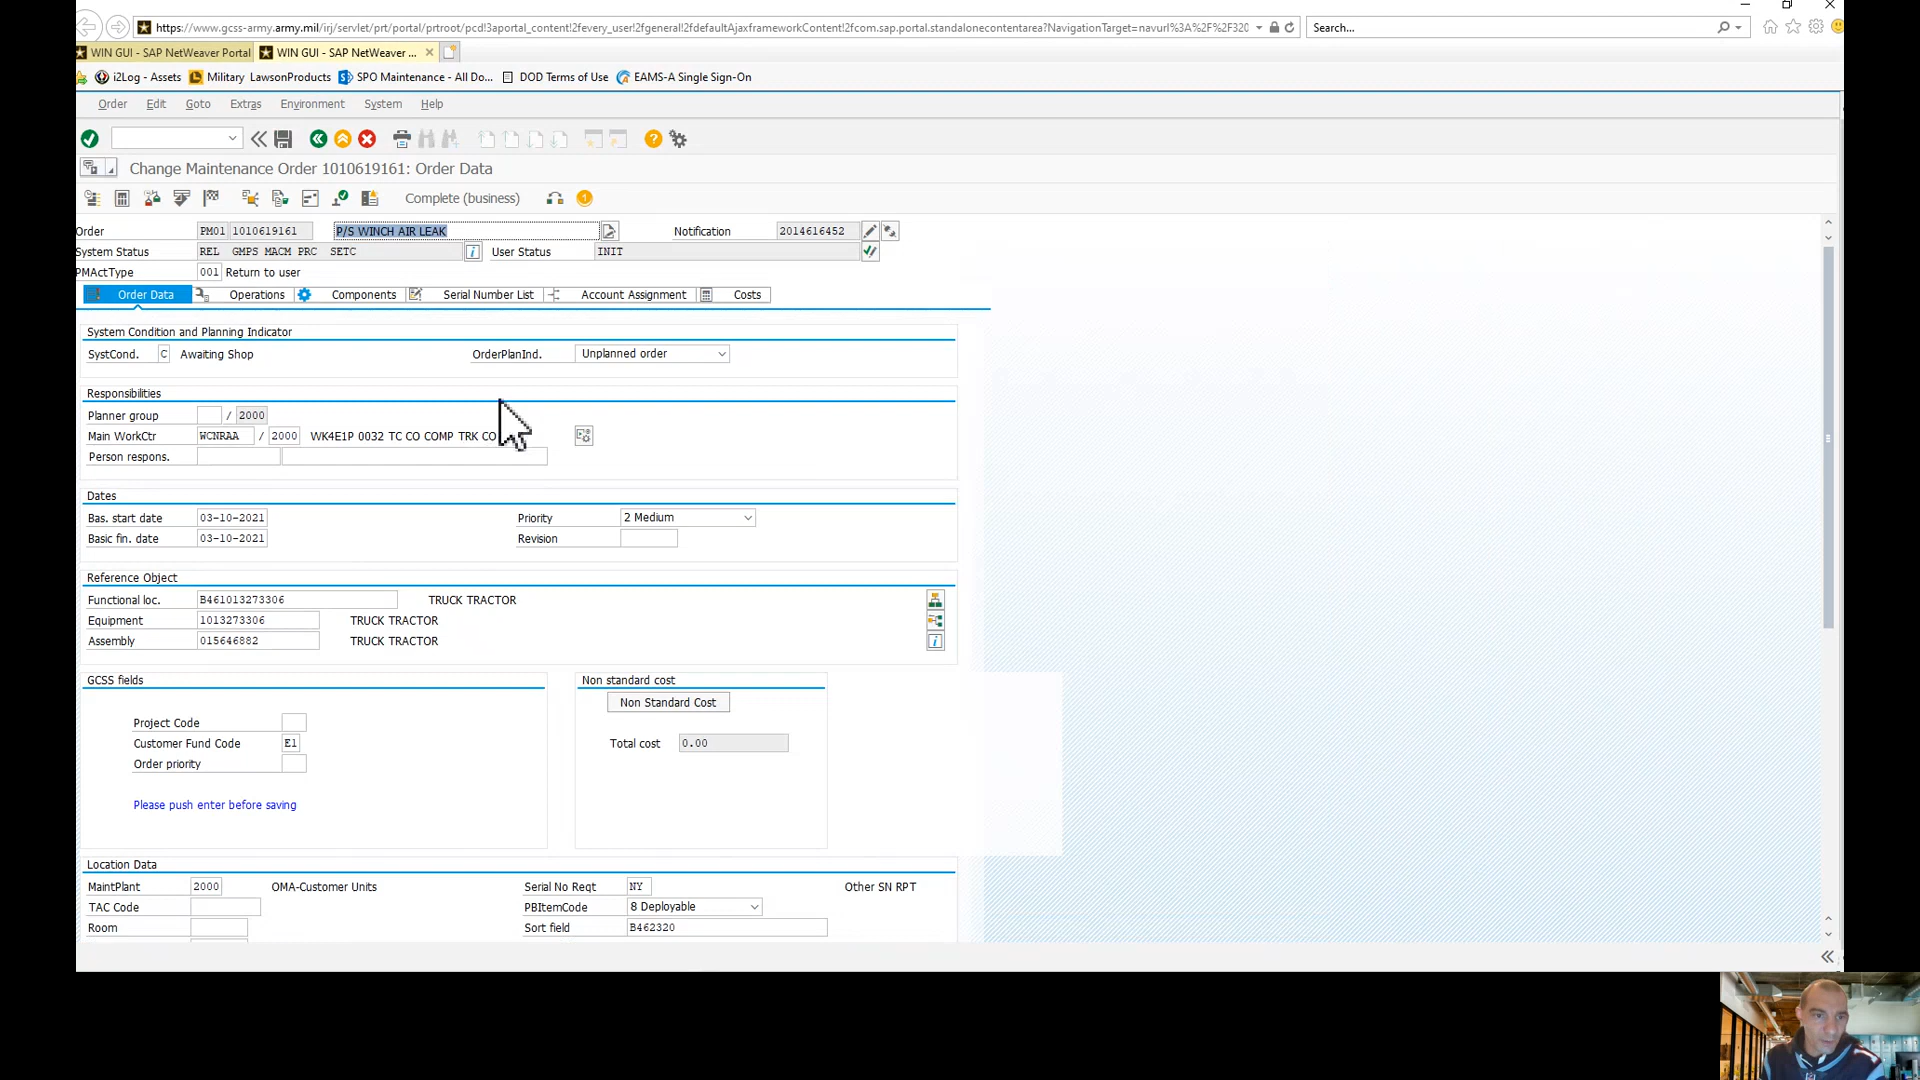 https://www.gcss-army.army.mil/irj/servlet/prt/portal/prtroot/pcd!3aportal_content!2fevery_user!2fgeneral!2fdefaultAjaxframeworkContent!2fcom.sap.portal.standalonecontentarea?NavigationTarget=navurl%3A%2F%2F320 Search...
WIN GUI - SAP NetWeaver Portal WIN GUI - SAP NetWeaver ...
i2Log - Assets Military LawsonProducts SPO Maintenance - All Do... DOD Terms of Use EAMS-A Single Sign-On
Order Edit Goto Extras Environment System Help
Change Maintenance Order 1010619161: Order Data
Complete (business)
Order PM01 1010619161 P/S WINCH AIR LEAK Notification 2014616452
System Status REL GMPS MACM PRC SETC User Status INIT
PMActType 001 Return to user
Order Data Operations Components Serial Number List Account Assignment Costs
System Condition and Planning Indicator
SystCond. C Awaiting Shop OrderPlanInd. Unplanned order
Responsibilities
Planner group / 2000
Main WorkCtr WCNRAA / 2000 WK4E1P 0032 TC CO COMP TRK CO
Person respons.
Dates
Bas. start date 03-10-2021 Priority 2 Medium
Basic fin. date 03-10-2021 Revision
Reference Object
Functional loc. B461013273306 TRUCK TRACTOR
Equipment 1013273306 TRUCK TRACTOR
Assembly 015646882 TRUCK TRACTOR
GCSS fields Non standard cost
Non Standard Cost
Project Code
Customer Fund Code E1 Total cost 0.00
Order priority
Please push enter before saving
Location Data
MaintPlant 2000 OMA-Customer Units Serial No Reqt NY Other SN RPT
TAC Code PBItemCode 8 Deployable
Room Sort field B462320